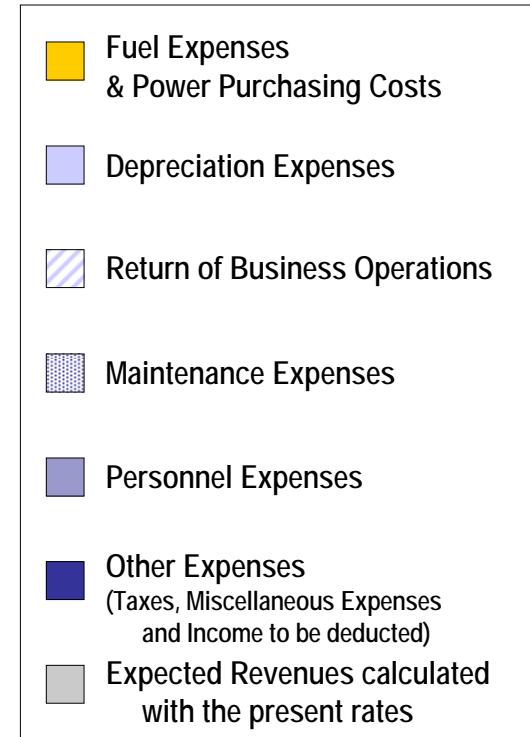 Fuel Expenses
& Power Purchasing Costs
Depreciation Expenses
Return of Business Operations
Maintenance Expenses
Personnel Expenses
Other Expenses
(Taxes, Miscellaneous Expenses
and Income to be deducted)
Expected Revenues calculated
with the present rates